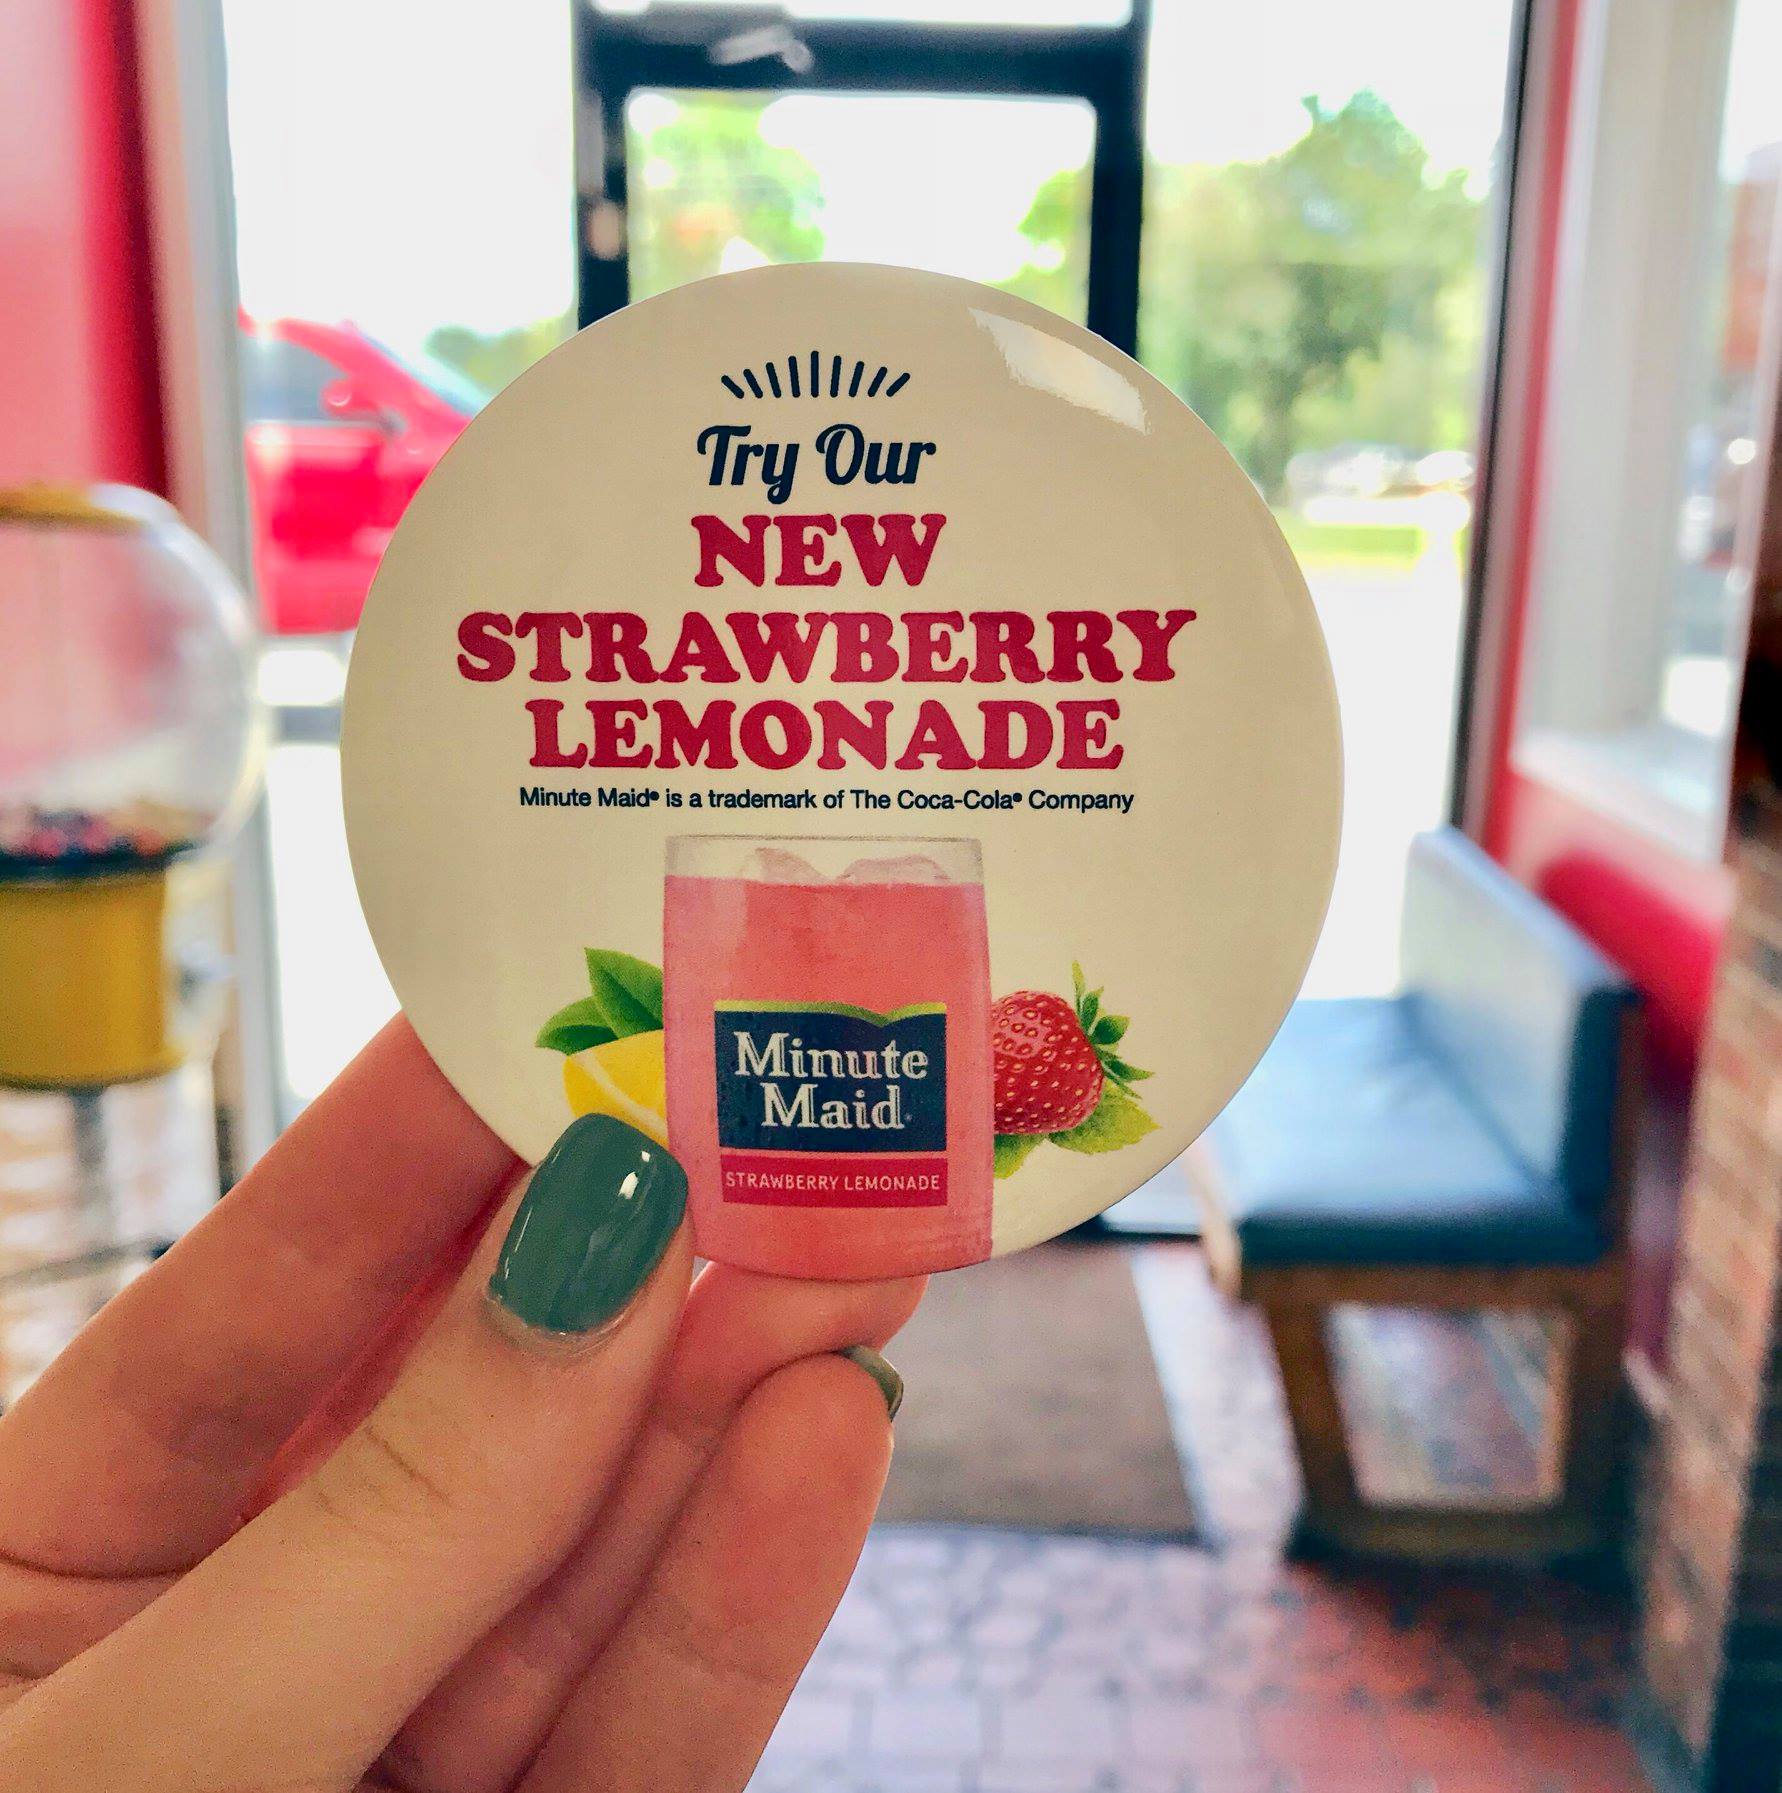 Try Our
NEW
STRAWBERRY
LEMONADE
Minute Maid® is a trademark of The Coca-Cola® Company
Minute
Maid
STRAWBERRY LEMONADE